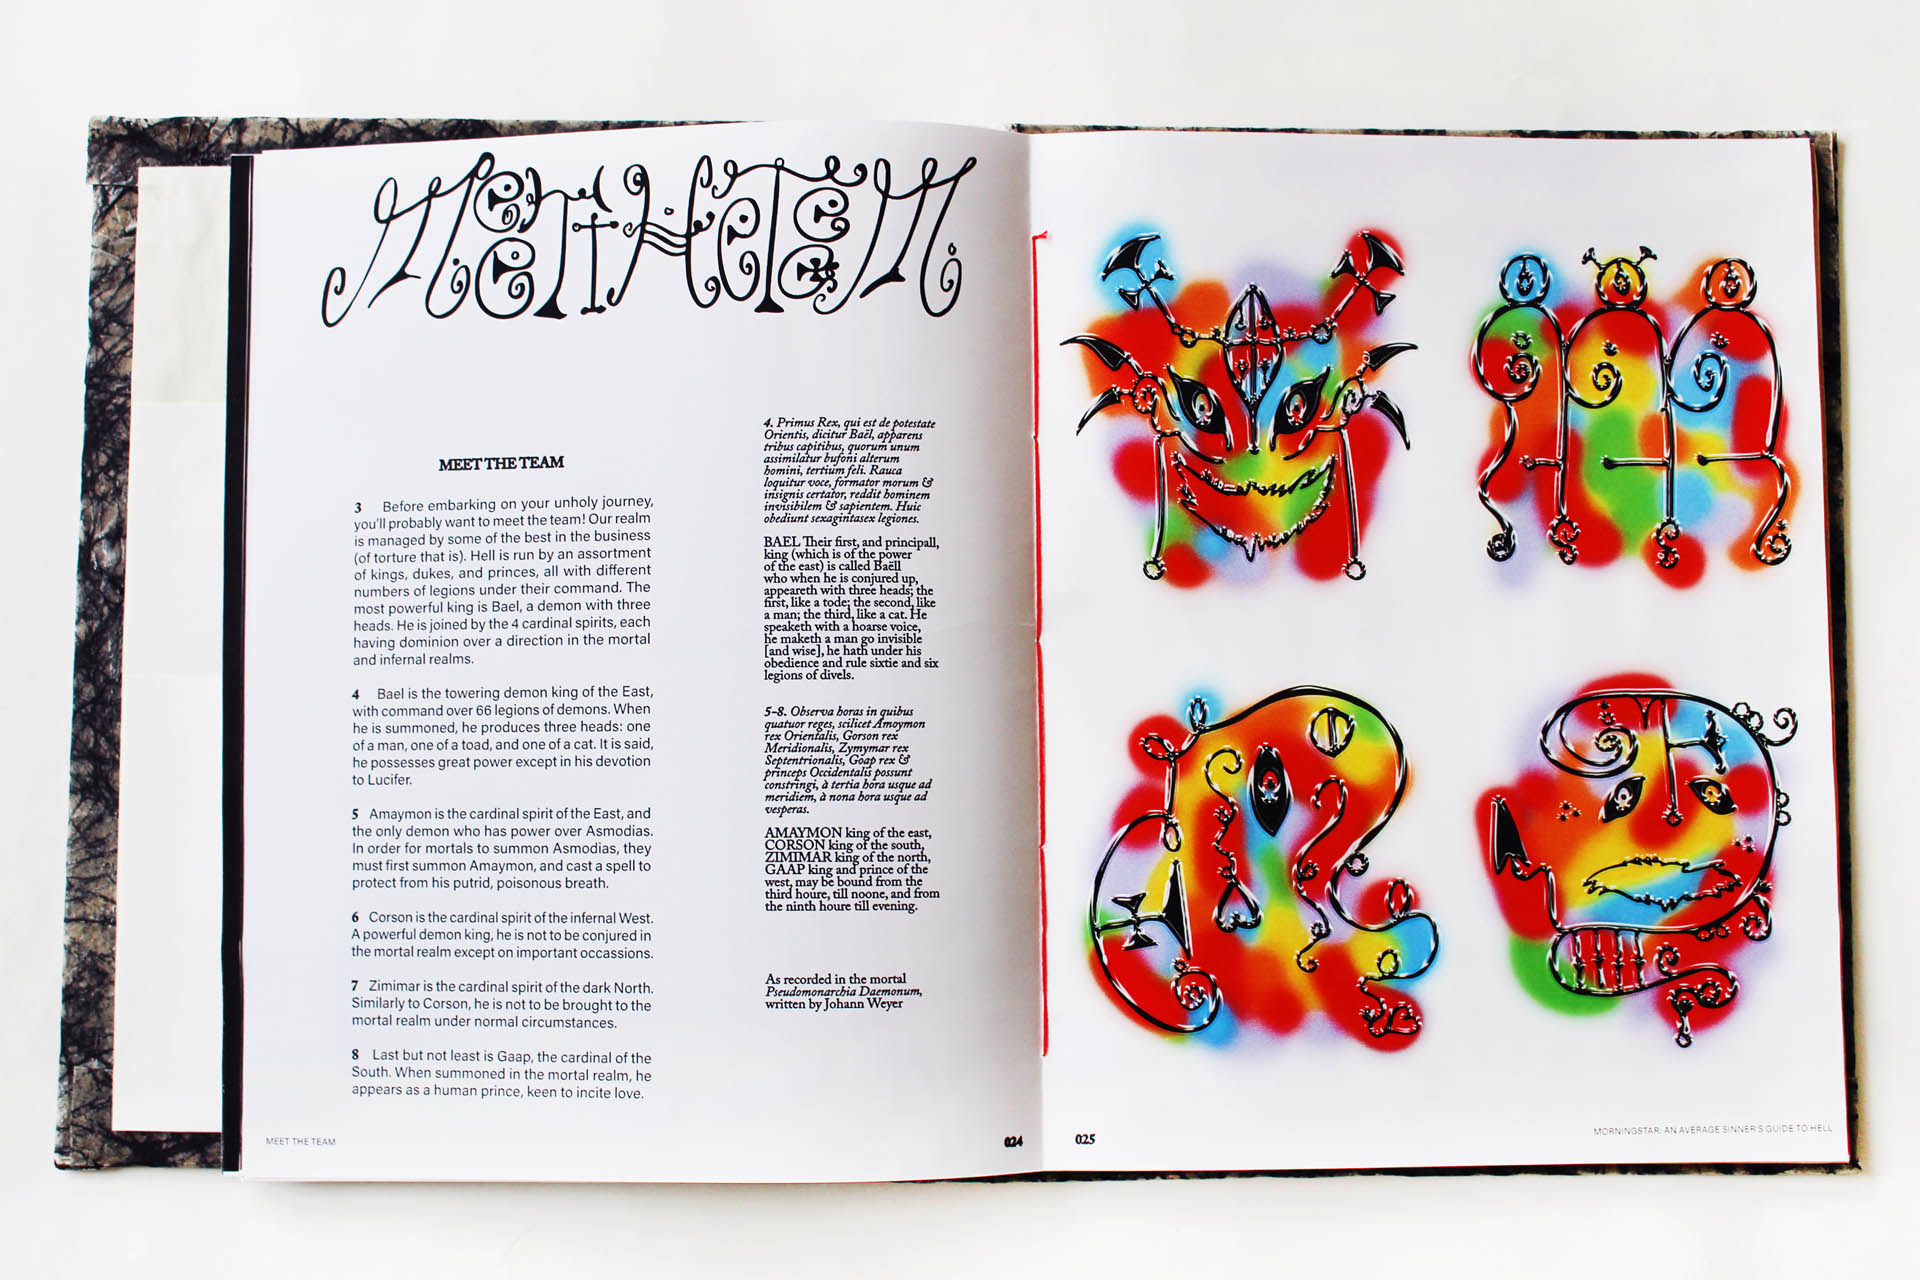 MEET THE TEAM
MEET THE TEAM
3 Before embarking on your unholy journey,
you'll probably want to meet the team! Our realm
is managed by some of the best in the business
(of torture that is). Hell is run by an assortment
of kings, dukes, and princes, all with different
numbers of legions under their command. The
most powerful king is Bael, a demon with three
heads. He is joined by the 4 cardinal spirits, each
having dominion over a direction in the mortal
and infernal realms.
4 Bael is the towering demon king of the East,
with command over 66 legions of demons. When
he is summoned, he produces three heads: one
of a man, one of a toad, and one of a cat. It is said,
he possesses great power except in his devotion
to Lucifer.
5 Amaymon is the cardinal spirit of the East, and
the only demon who has power over Asmodias.
In order for mortals to summon Asmodias, they
must first summon Amaymon, and cast a spell to
protect from his putrid, poisonous breath.
6 Corson is the cardinal spirit of the infernal West.
A powerful demon king, he is not to be conjured in
the mortal realm except on important occassions.
7 Zimimar is the cardinal spirit of the dark North.
Similarly to Corson, he is not to be brought to the
mortal realm under normal circumstances.
8 Last but not least is Gaap, the cardinal of the
South. When summoned in the mortal realm, he
appears as a human prince, keen to incite love.
4. Primus Rex, qui est de potestate
Orientis, dicitur Baël, apparens
tribus capitibus, quorum unum
assimilatur bufoni alterum
homini, tertium feli. Rauca
loquitur voce, formator morum &
insignis certator, reddit hominem
invisibilem & sapientem. Huic
obediunt sexagintasex legiones.
BAEL Their first, and principall,
king (which is of the power
of the east) is called Baëll
who when he is conjured up,
appeareth with three heads; the
first, like a tode; the second, like
a man; the third, like a cat. He
speaketh with a hoarse voice,
he maketh a man go invisible
[and wise], he hath under his
obedience and rule sixtie and six
legions of divels.
5-8. Observa horas in quibus
quatuor reges, scilicet Amoymon
rex Orientalis, Gorson rex
Meridionalis, Zymymar rex
Septentrionalis, Goap rex &
princeps Occidentalis possunt
constringi, à tertia hora usque ad
meridiem, à nona hora usque ad
vesperas.
AMAYMON king of the east,
CORSON king of the south,
ZIMIMAR king of the north,
GAAP king and prince of the
west, may be bound from the
third houre, till noone, and from
the ninth houre till evening.
As recorded in the mortal
Pseudomonarchia Daemonum,
written by Johann Weyer
MEET THE TEAM
024
025
MORNINGSTAR: AN AVERAGE SINNER'S GUIDE TO HELL